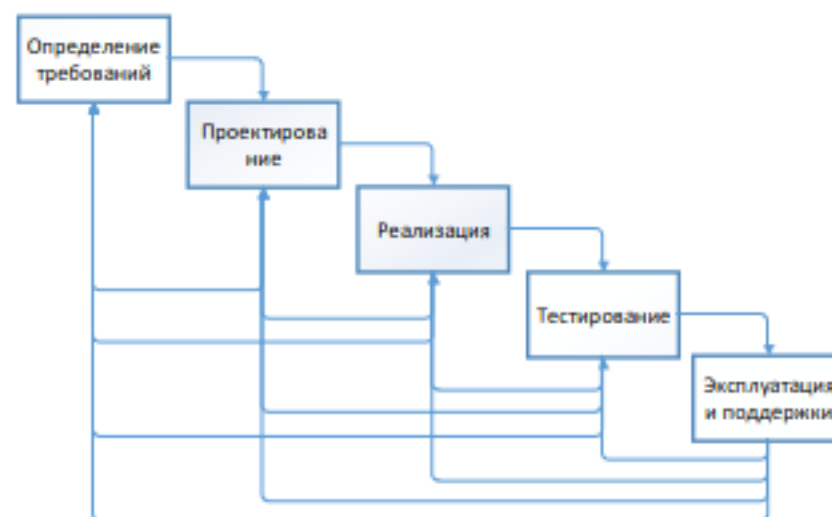 Определение
требований
Проектирова
ние
Реализация
Тестирование
Эксплуатация
и поддержки